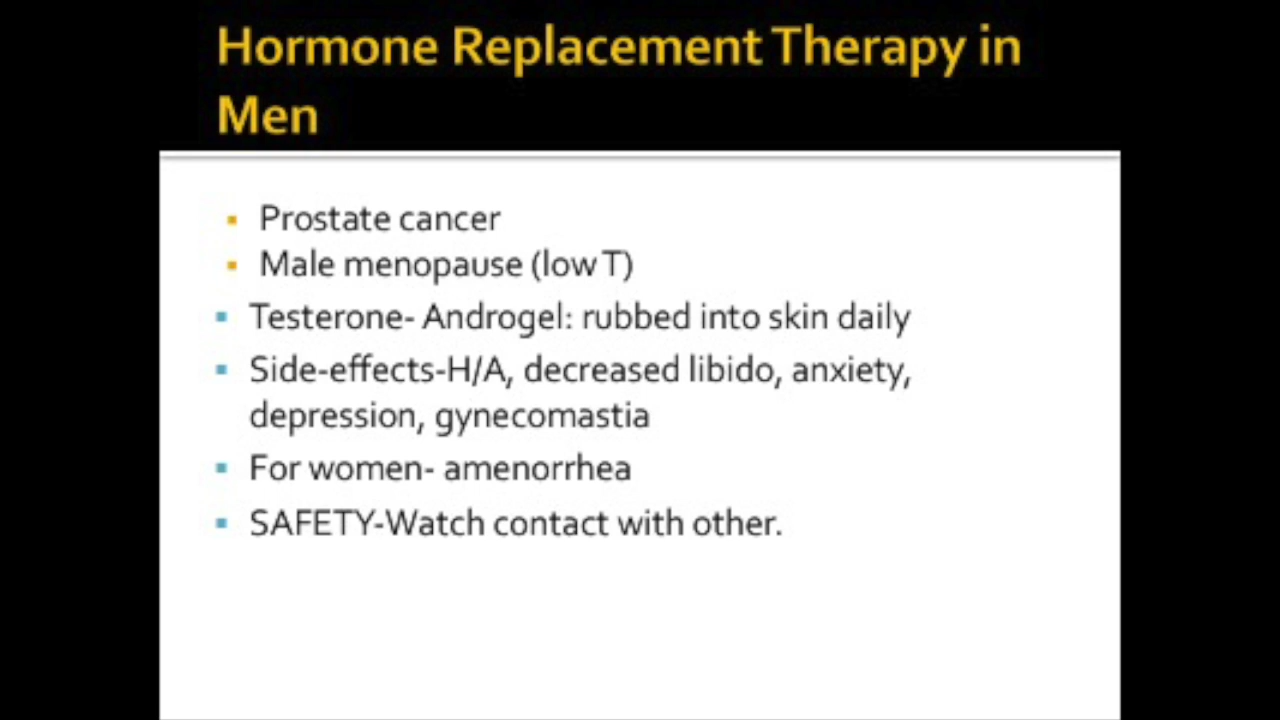 Hormone Replacement Therapy in
Men
Prostate cancer
Male menopause (low T)
Testerone- Androgel: rubbed into skin daily
Side-effects-H/A, decreased libido, anxiety,
depression, gynecomastia
For women- amenorrhea
SAFETY-Watch contact with other.